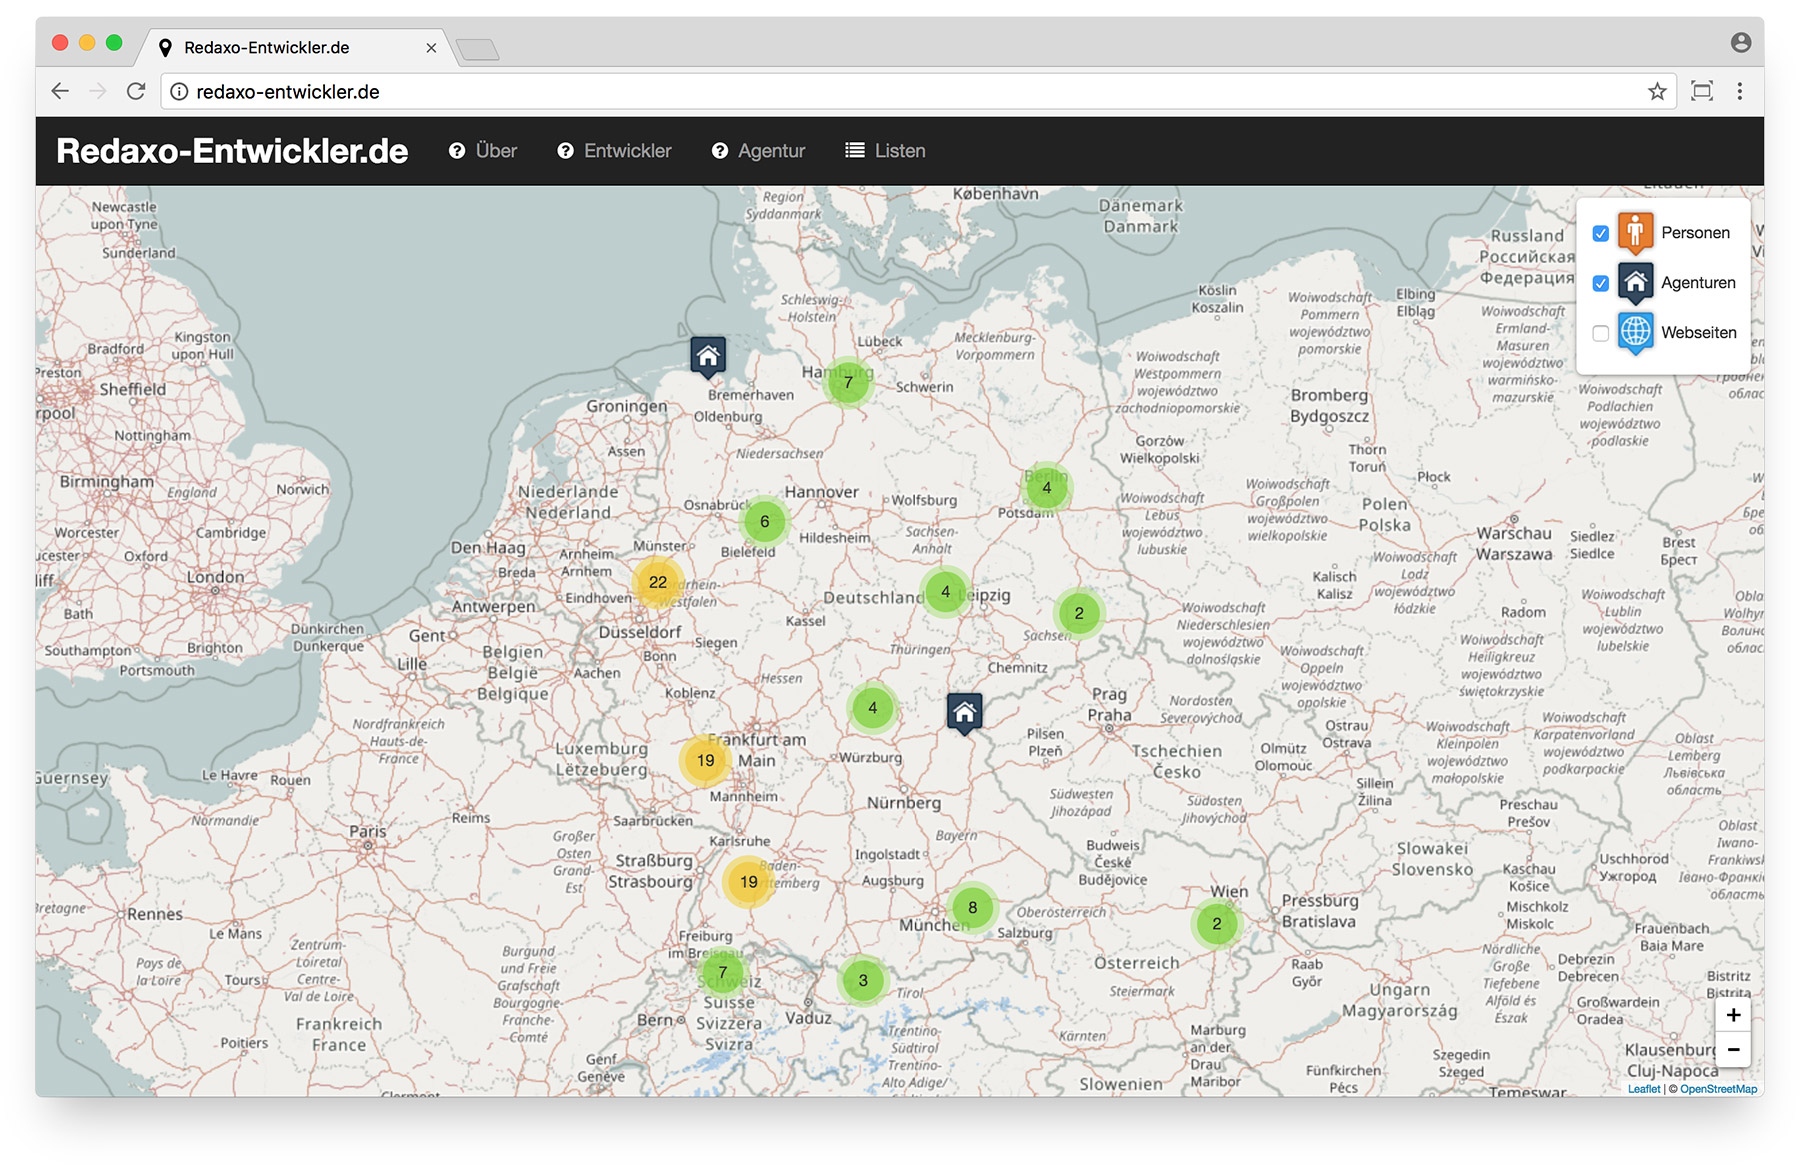 Redaxo-Entwickler.de
redaxo-entwickler.de
Redaxo-Entwickler.de
Über
Entwickler
Agentur
Listen
Personen
Agenturen
Webseiten
København
Region
Syddanmark
Dänemark
Danmark
Newcastle
upon Tyne
Sunderland
Russland
Российская
Федерация
Schleswig-
Holstein
Köslin
Koszalin
Woiwodschaft
Pommern
województwo
pomorskie
Elbing
Elbląg
Woiwodschaft
Ermland-
Masuren
województwo
warmińsko-
mazurskie
Kingston
upon Hull
Bradford
Preston
Sheffield
Lübeck
Mecklenburg-
Vorpommern
Woiwodschaft
Westpommern
województwo
zachodniopomorskie
Hamburg
7
Schwerin
Bremerhaven
Oldenburg
Groningen
Bromberg
Bydgoszcz
Woiwodschaft
Podlachien
województwo
podlaskie
Nottingham
Assen
Niedersachsen
Gorzów
Wielkopolski
Thorn
Toruń
Płock
Birmingham
England
Norwich
Niederlande
Nederland
Osnabrück
Hannover
Wolfsburg
Berlin
4
Potsdam
Woiwodschaft
Lebus
województwo
lubuskie
Woiwodschaft
Großpolen
województwo
wielkopolskie
Polen
Polska
Warschau
Warszawa
Siedlez
Siedlce
Brest
Брест
Worcester
Cambridge
Oxford
London
Bath
Den Haag
Breda
Arnheim
Arnhem
Münster
6
Bielefeld
Hildesheim
Sachsen-
Anhalt
22
Eindhoven
Antwerpen
Deutschland
4
Leipzig
2
Kalisch
Kalisz
Woiwodschaft
Lodz
województwo
łódzkie
Radom
Woiwodschaft
Lublin
województwo
lubelskie
Southampton
Portsmouth
Brighton
Dünkirchen
Dunkerque
Gent
Lille
Belgien
België
Belgique
Düsseldorf
Bonn
Aachen
Siegen
Kassel
Thüringen
Sachsen
Chemnitz
Woiwodschaft
Niederschlesien
województwo
dolnośląskie
Woiwodschaft
Oppeln
województwo
opolskie
Woiwodschaft
Heiligkreuz
województwo
świętokrzyskie
Koblenz
Hessen
4
Prag
Praha
Nordosten
Severovýchod
Nordfrankreich
Hauts-de-
France
Luxemburg
Lëtzebuerg
Frankfurt am
Main
19
Würzburg
Pilsen
Plzeň
Tschechien
Česko
Olmütz
Olomouc
Ostrau
Ostrava
Woiwodschaft
Kleinpolen
województwo
małopolskie
Woiwodschaft
Karpatenvorland
województwo
podkarpackie
Oblast
Lemberg
Львівська
область
Guernsey
Le Havre
Rouen
Normandie
Reims
Paris
Mannheim
Saarbrücken
Nürnberg
Südwesten
Jihozápad
Südosten
Jihovýchod
Sillein
Žilina
Preschau
Prešov
Großer
Osten
Grand-
Est
Karlsruhe
Straßburg
Strasbourg
19
Bayern
Ingolstadt
Augsburg
Budweis
České
Budějovice
Slowakei
Slovensko
Kaschau
Košice
Uschhorod
Ужгород
Oblast
Iwano-
Rennes
Le Mans
8
München
Salzburg
Oberösterreich
Wien
2
Pressburg
Bratislava
Mischkolz
Miskolc
Frauenbach
Baia Mare
Pays de
la Loire
Tours
Zentrum-
Loiretal
Centre-
Val de Loire
Burgund
und Freie
Grafschaft
Bourgogne-
Franche-
Comté
Freiburg
im Breisgau
7
Schweiz
Suisse
Svizzera
Svizra
3
Tirol
Österreich
Steiermark
Raab
Győr
Ungarn
Magyarország
Nördliche
Große
Tiefebene
Alföld és
Észak
Debrezin
Debrecen
Großwardein
Oradea
Bistritz
Bistrița
Frankreich
France
Poitiers
Bern
Vaduz
Genf
Genève
Trentino-
Südtirol
Trentino-
Alto Adige/
Kärnten
Slowenien
Marburg
an der
Drau
Maribor
Fünfkirchen
Pécs
Szegedin
Szeged
Klausenburg
Cluj-Napoca
+
−
Leaflet | © OpenStreetMap